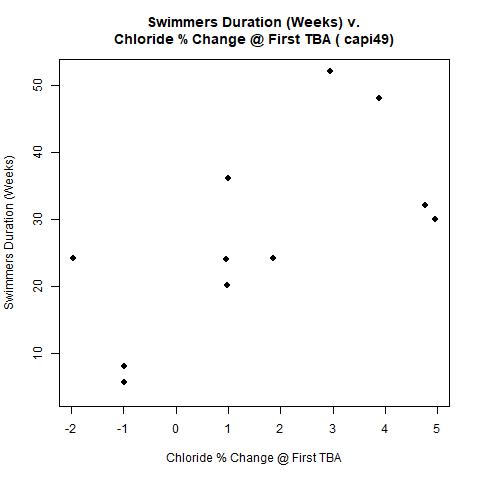 Swimmers Duration (Weeks) v.
Chloride % Change @ First TBA ( capi49)
Swimmers Duration (Weeks)
50
40
30
20
10
-2 -1 0 1 2 3 4 5
Chloride % Change @ First TBA